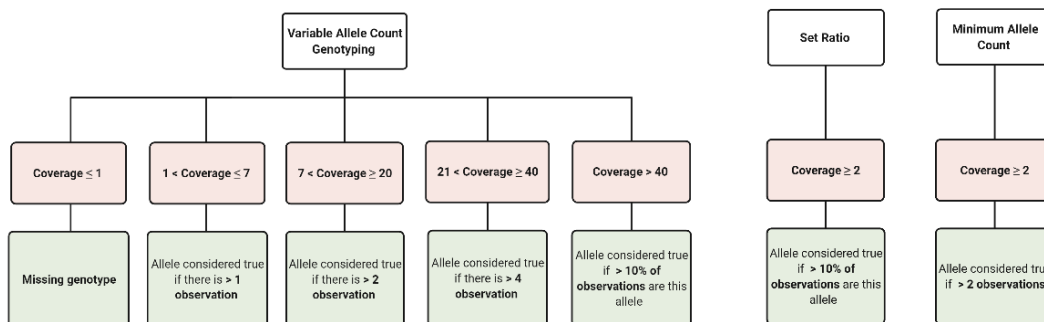 Variable Allele Count
Genotyping
Set Ratio
Minimum Allele
Count
Coverage ≤ 1
1 < Coverage ≤ 7
7 < Coverage ≥ 20
21 < Coverage ≥ 40
Coverage > 40
Coverage ≥ 2
Coverage ≥ 2
Missing genotype
Allele considered true
if there is > 1
observation
Allele considered true
if there is > 2
observation
Allele considered true
if there is > 4
observation
Allele considered true
if > 10% of
observations are this
allele
Allele considered true
if > 10% of
observations are this
allele
Allele considered true
if > 2 observations